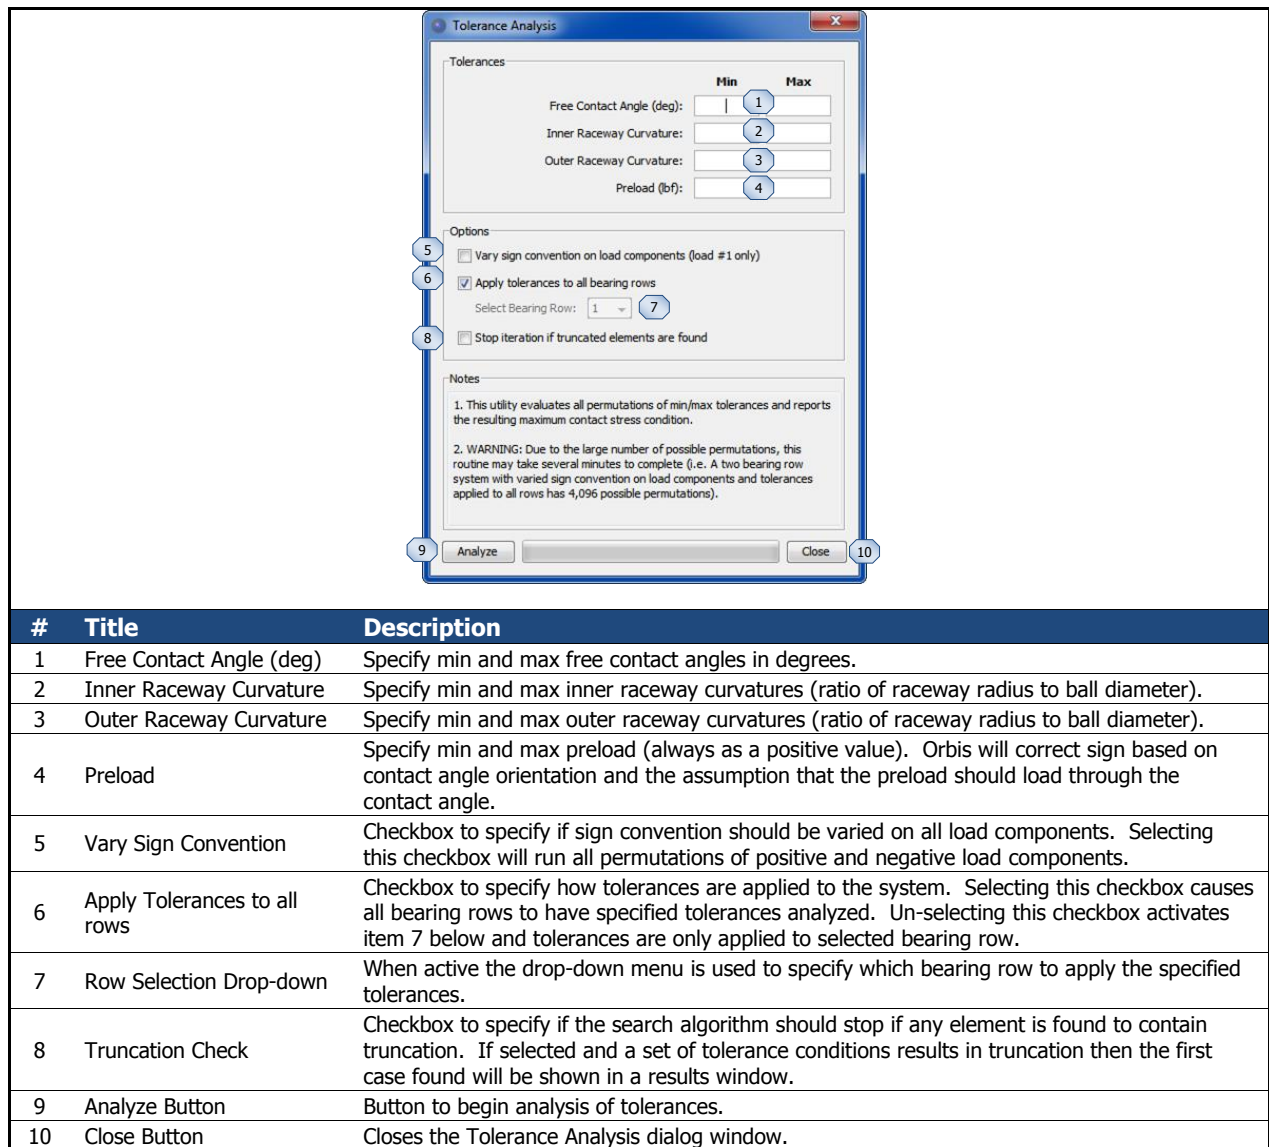 Tolerance Analysis
Tolerances
Min Max
Free Contact Angle (deg): 1
Inner Raceway Curvature: 2
Outer Raceway Curvature: 3
Preload (lbf): 4
Options
5 Vary sign convention on load components (load #1 only)
6 Apply tolerances to all bearing rows
Select Bearing Row: 1 7
8 Stop iteration if truncated elements are found
Notes
1. This utility evaluates all permutations of min/max tolerances and reports
the resulting maximum contact stress condition.
2. WARNING: Due to the large number of possible permutations, this
routine may take several minutes to complete (i.e. A two bearing row
system with varied sign convention on load components and tolerances
applied to all rows has 4,096 possible permutations).
9 Analyze Close 10
# Title Description
1 Free Contact Angle (deg) Specify min and max free contact angles in degrees.
2 Inner Raceway Curvature Specify min and max inner raceway curvatures (ratio of raceway radius to ball diameter).
3 Outer Raceway Curvature Specify min and max outer raceway curvatures (ratio of raceway radius to ball diameter).
4 Preload Specify min and max preload (always as a positive value). Orbis will correct sign based on
contact angle orientation and the assumption that the preload should load through the
contact angle.
5 Vary Sign Convention Checkbox to specify if sign convention should be varied on all load components. Selecting
this checkbox will run all permutations of positive and negative load components.
6 Apply Tolerances to all
rows
Checkbox to specify how tolerances are applied to the system. Selecting this checkbox causes
all bearing rows to have specified tolerances analyzed. Un-selecting this checkbox activates
item 7 below and tolerances are only applied to selected bearing row.
7 Row Selection Drop-down When active the drop-down menu is used to specify which bearing row to apply the specified
tolerances.
8 Truncation Check Checkbox to specify if the search algorithm should stop if any element is found to contain
truncation. If selected and a set of tolerance conditions results in truncation then the first
case found will be shown in a results window.
9 Analyze Button Button to begin analysis of tolerances.
10 Close Button Closes the Tolerance Analysis dialog window.